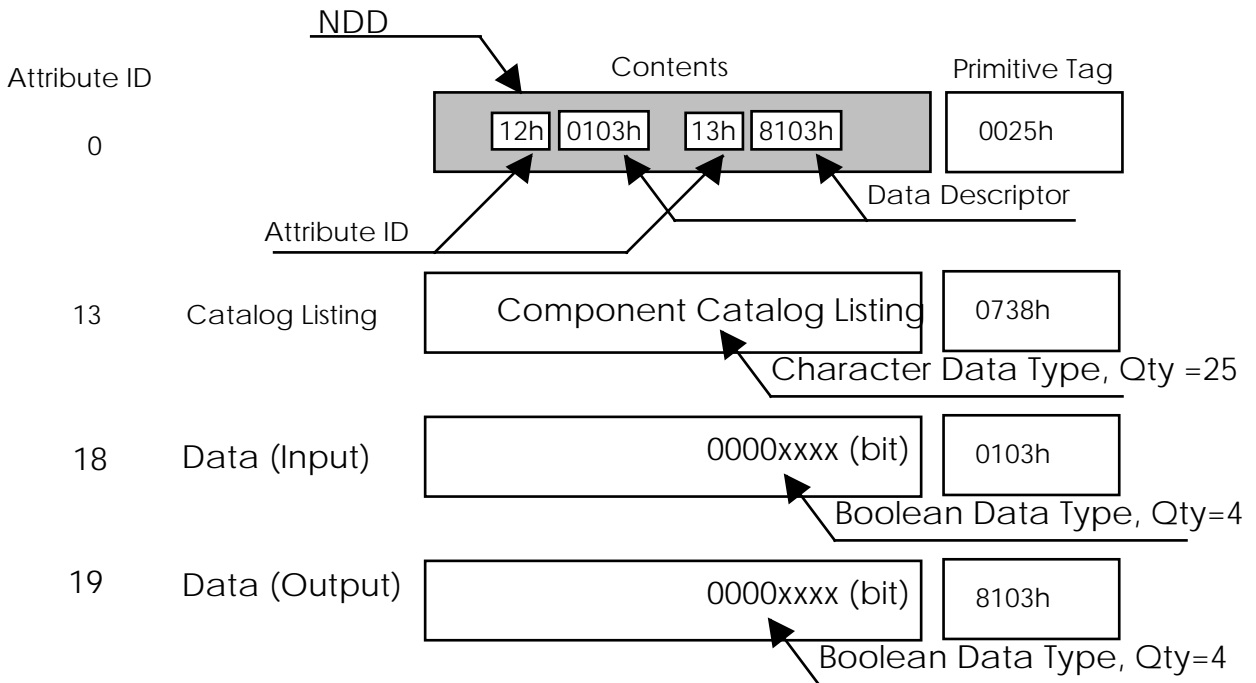 NDD
Attribute ID
Contents
Primitive Tag
0
12h 0103h 13h 8103h
0025h
Data Descriptor
Attribute ID
13 Catalog Listing
Component Catalog Listing
0738h
Character Data Type, Qty =25
18 Data (Input)
0000xxxx (bit)
0103h
Boolean Data Type, Qty=4
19 Data (Output)
0000xxxx (bit)
8103h
Boolean Data Type, Qty=4